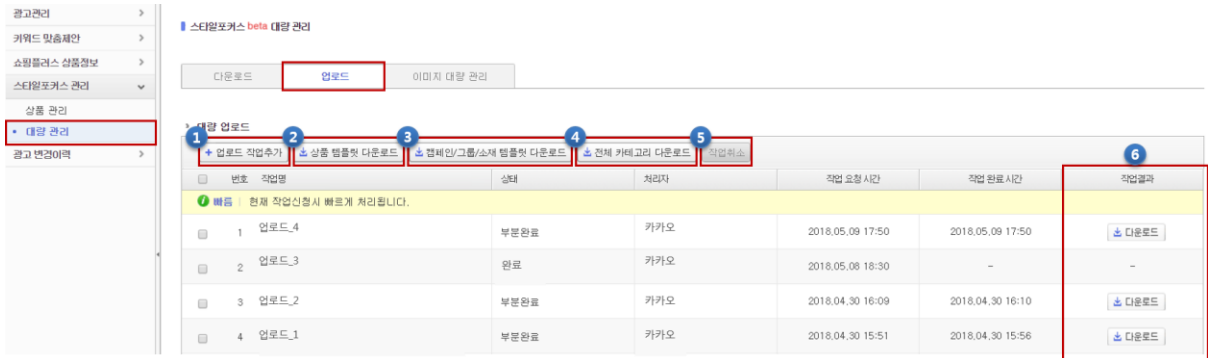 광고관리
키워드 맞춤제안
쇼핑플러스 상품정보
스타일포커스 관리
상품 관리
대량 관리
광고 변경이력
스타일포커스 beta 대량 관리
다운로드 업로드 이미지 대량 관리
대량 업로드
1 2 3 4 5 6
+ 업로드 작업추가 상품 템플릿 다운로드 캠페인/그룹/소재 템플릿 다운로드 전체 카테고리 다운로드 작업취소
번호 작업명 상태 처리자 작업 요청 시간 작업 완료 시간 작업결과
빠름 | 현재 작업신청시 빠르게 처리됩니다.
1 업로드_4 부분완료 카카오 2018.05.09 17:50 2018.05.09 17:50 다운로드
2 업로드_3 완료 카카오 2018.05.08 18:30 - -
3 업로드_2 부분완료 카카오 2018.04.30 16:09 2018.04.30 16:10 다운로드
4 업로드_1 부분완료 카카오 2018.04.30 15:51 2018.04.30 15:56 다운로드